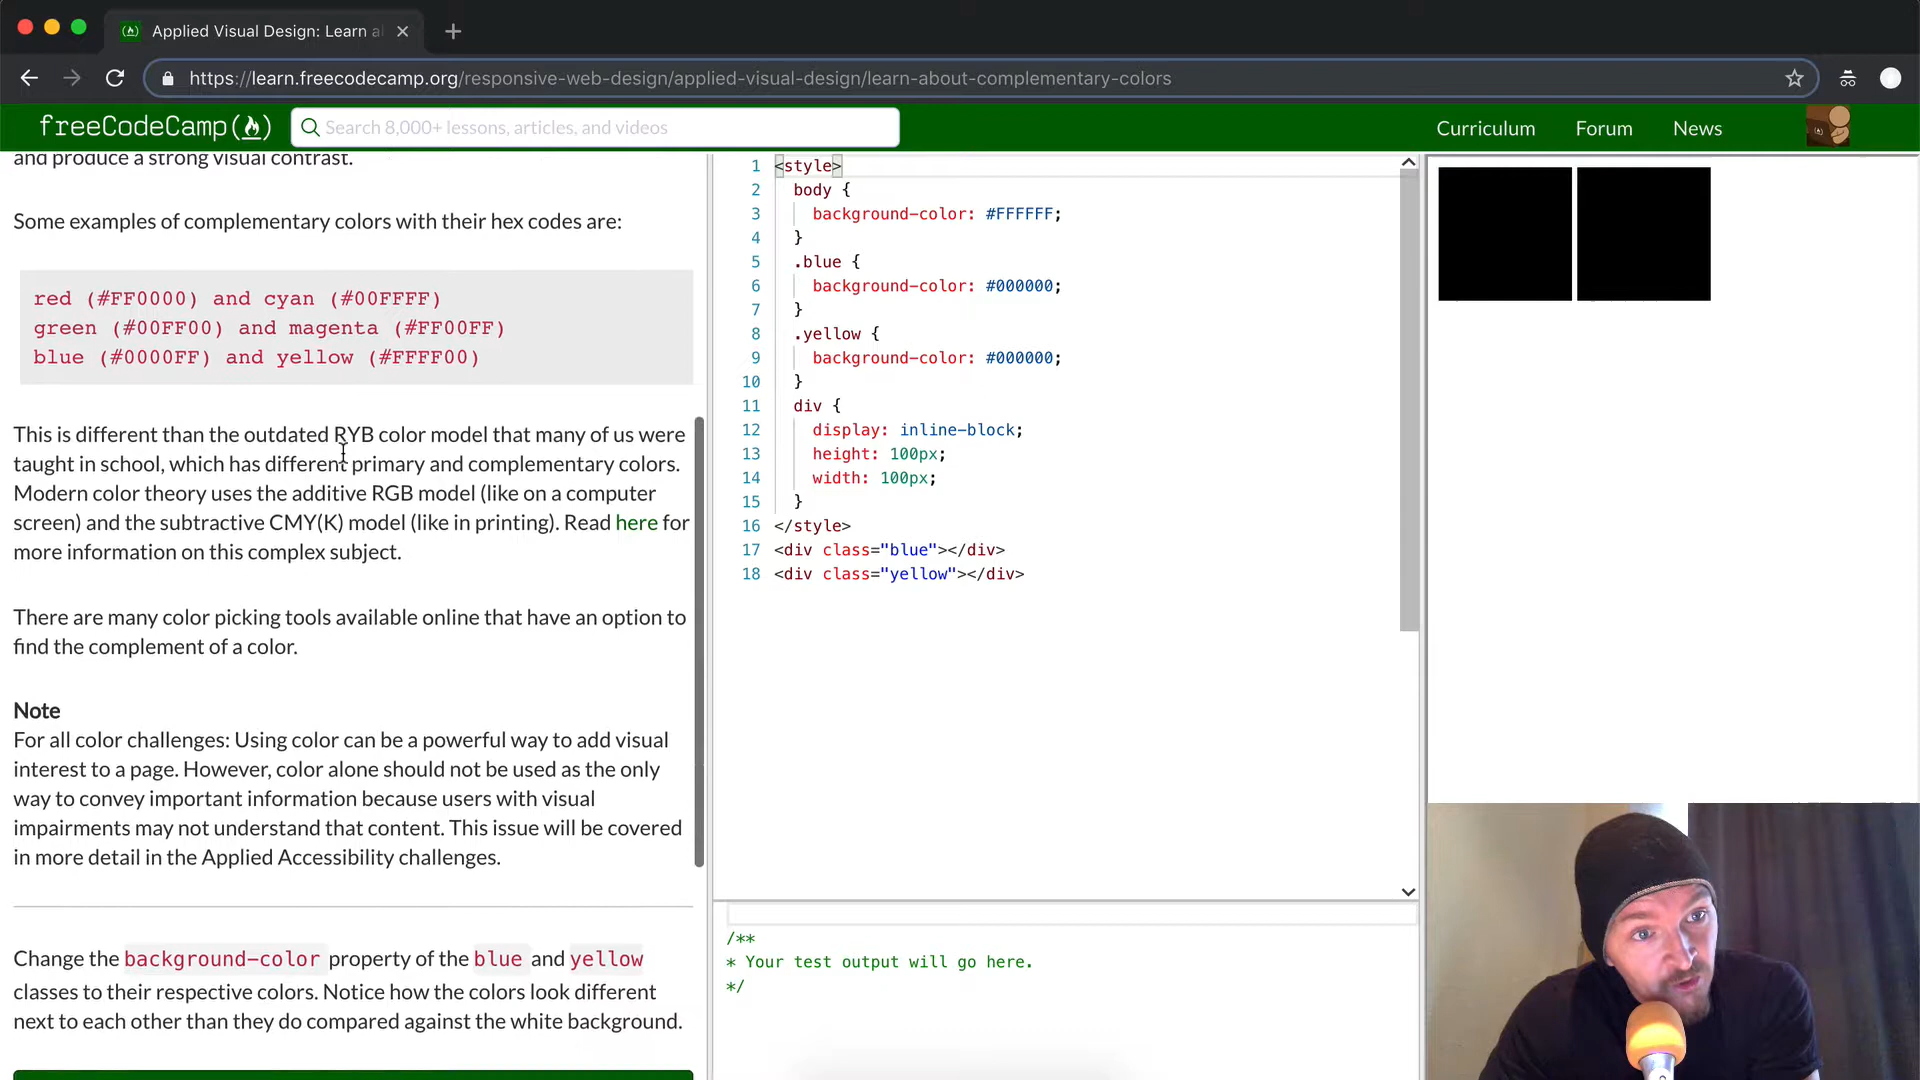 Applied Visual Design: Learn a
https://learn.freecodecamp.org/responsive-web-design/applied-visual-design/learn-about-complementary-colors
freeCodeCamp
Search 8,000+ lessons, articles, and videos
Curriculum
Forum
News
and produce a strong visual contrast.
Some examples of complementary colors with their hex codes are:
red (#FF0000) and cyan (#00FFFF)
green (#00FF00) and magenta (#FF00FF)
blue (#0000FF) and yellow (#FFFF00)
This is different than the outdated RYB color model that many of us were
taught in school, which has different primary and complementary colors.
Modern color theory uses the additive RGB model (like on a computer
screen) and the subtractive CMY(K) model (like in printing). Read here for
more information on this complex subject.
There are many color picking tools available online that have an option to
find the complement of a color.
Note
For all color challenges: Using color can be a powerful way to add visual
interest to a page. However, color alone should not be used as the only
way to convey important information because users with visual
impairments may not understand that content. This issue will be covered
in more detail in the Applied Accessibility challenges.
Change the background-color property of the blue and yellow
classes to their respective colors. Notice how the colors look different
next to each other than they do compared against the white background.
1 <style>
2 body {
3 background-color: #FFFFFF;
4 }
5 .blue {
6 background-color: #000000;
7 }
8 .yellow {
9 background-color: #000000;
10 }
11 div {
12 display: inline-block;
13 height: 100px;
14 width: 100px;
15 }
16 </style>
17 <div class="blue"></div>
18 <div class="yellow"></div>
/**
* Your test output will go here.
*/